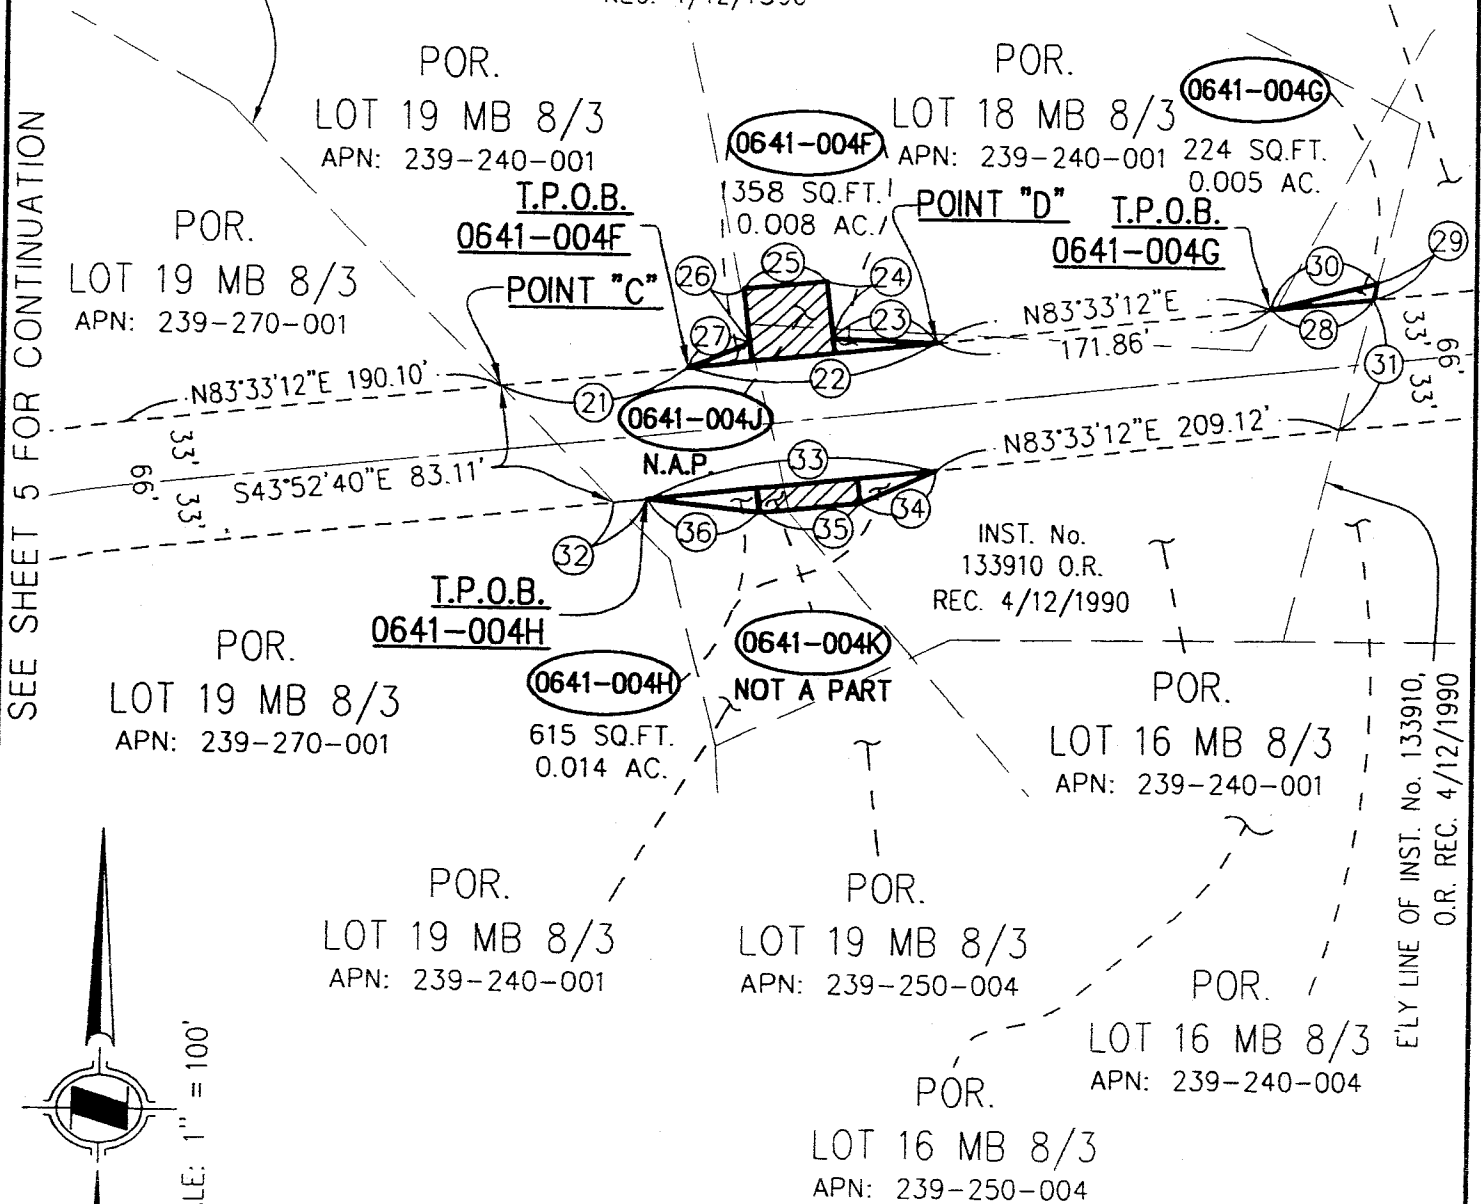 POR.
LOT 19 MB 8/3
APN: 239-240-001
POR.
LOT 18 MB 8/3
APN: 239-240-001
0641-004G
224 SQ.FT.
0.005 AC.
0641-004F
358 SQ.FT.
0.008 AC.
T.P.O.B.
0641-004F
POINT "D"
T.P.O.B.
0641-004G
SEE SHEET 5 FOR CONTINUATION
POR.
LOT 19 MB 8/3
APN: 239-270-001
POINT "C"
26
25
24
27
23
22
21
N83°33'12"E
171.86'
30
29
28
31
33'
66'
33'
N83°33'12"E 190.10'
33'
66'
33'
S43°52'40"E 83.11'
0641-004J
N.A.P.
N83°33'12"E 209.12'
33
34
35
36
32
T.P.O.B.
0641-004H
INST. No.
133910 O.R.
REC. 4/12/1990
0641-004K
NOT A PART
0641-004H
615 SQ.FT.
0.014 AC.
POR.
LOT 19 MB 8/3
APN: 239-270-001
POR.
LOT 16 MB 8/3
APN: 239-240-001
E'LY LINE OF INST. No. 133910,
O.R. REC. 4/12/1990
POR.
LOT 19 MB 8/3
APN: 239-240-001
POR.
LOT 19 MB 8/3
APN: 239-250-004
POR.
LOT 16 MB 8/3
APN: 239-240-004
POR.
LOT 16 MB 8/3
APN: 239-250-004
1" = 100'